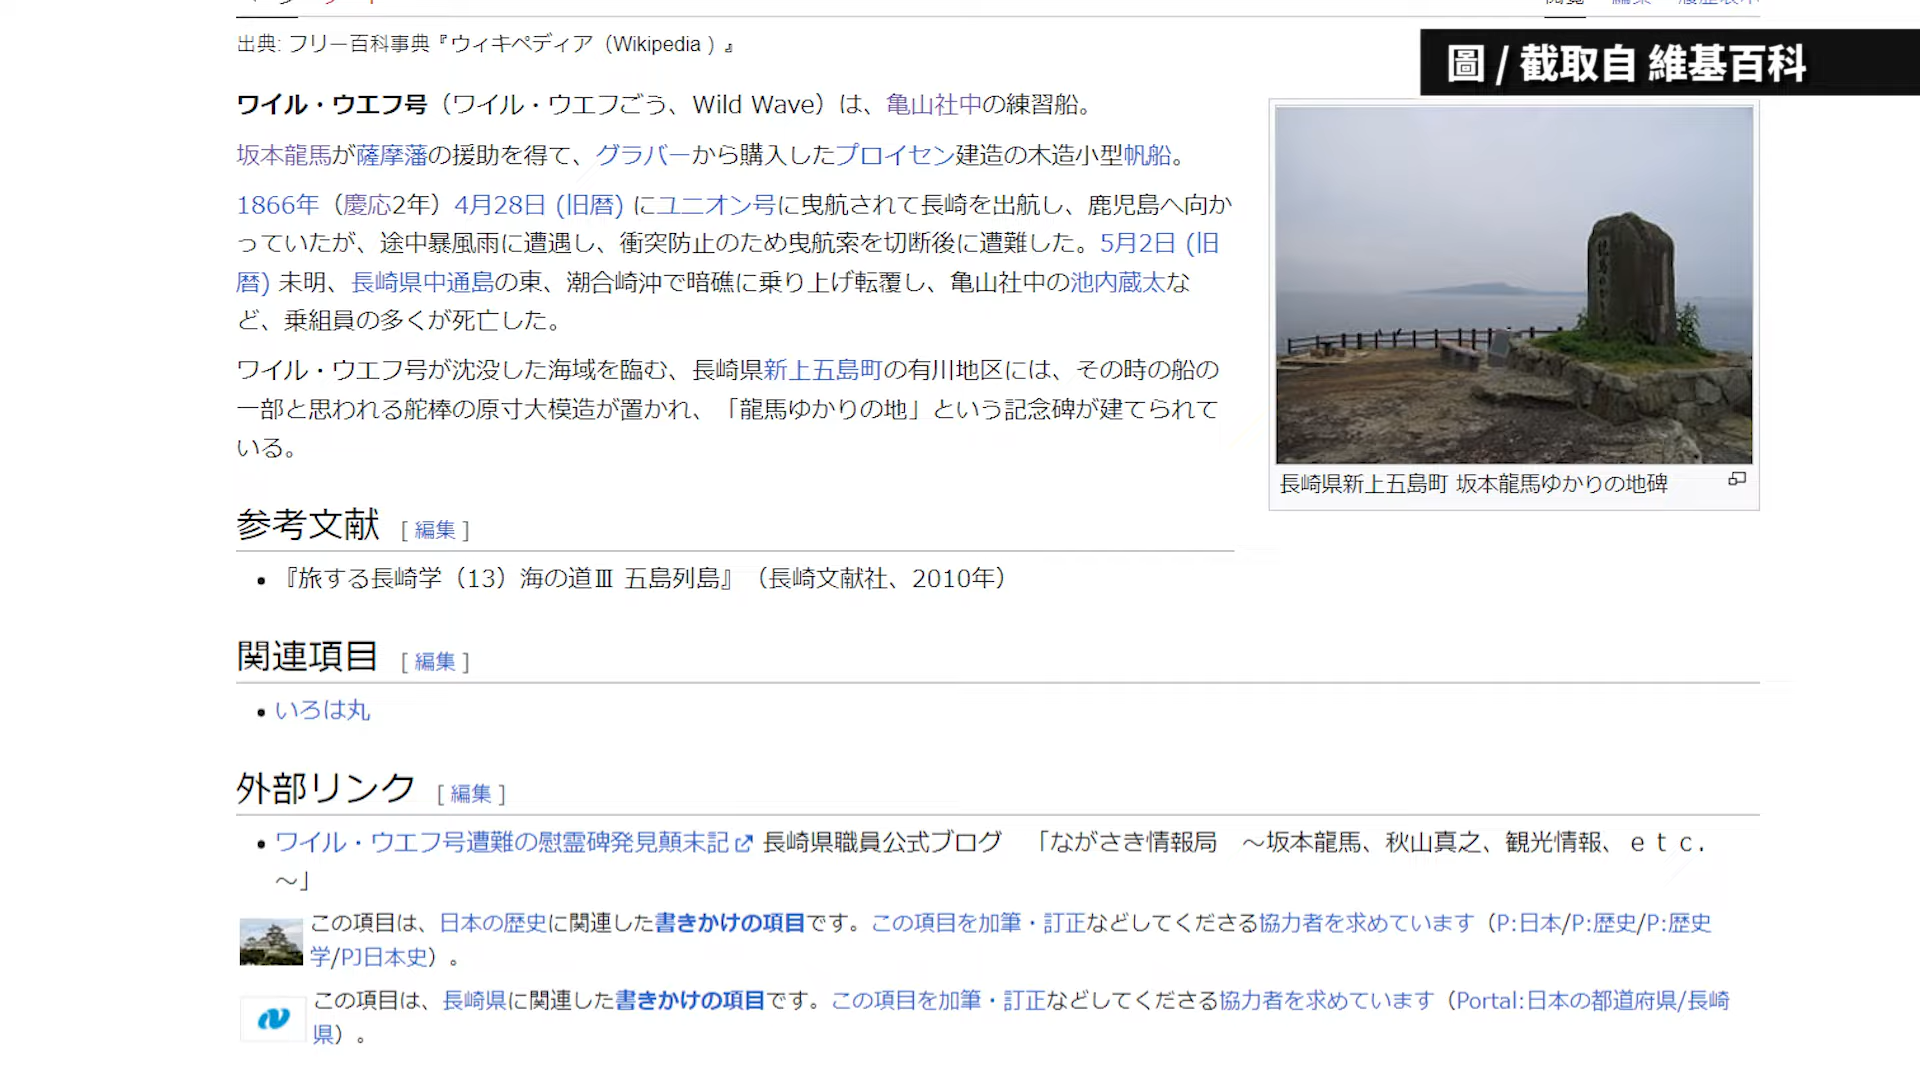 出典: フリー百科事典『ウィキペディア（Wikipedia）』
圖 / 截取自 維基百科
ワイル・ウエフ号（ワイル・ウエフごう、Wild Wave）は、亀山社中の練習船。
坂本龍馬が薩摩藩の援助を得て、グラバーから購入したプロイセン建造の木造小型帆船。
1866年（慶応2年）4月28日 (旧暦) にユニオン号に曳航されて長崎を出航し、鹿児島へ向か
っていたが、途中暴風雨に遭遇し、衝突防止のため曳航索を切断後に遭難した。5月2日 (旧
暦) 未明、長崎県中通島の東、潮合崎沖で暗礁に乗り上げ転覆し、亀山社中の池内蔵太な
ど、乗組員の多くが死亡した。
ワイル・ウエフ号が沈没した海域を臨む、長崎県新上五島町の有川地区には、その時の船の
一部と思われる舵棒の原寸大模造が置かれ、「龍馬ゆかりの地」という記念碑が建てられて
いる。
長崎県新上五島町 坂本龍馬ゆかりの地碑
参考文献 [ 編集 ]
• 『旅する長崎学（13）海の道Ⅲ 五島列島』（長崎文献社、2010年）
関連項目 [ 編集 ]
• いろは丸
外部リンク [ 編集 ]
• ワイル・ウエフ号遭難の慰霊碑発見顛末記 長崎県職員公式ブログ　「ながさき情報局　～坂本龍馬、秋山真之、観光情報、ｅｔｃ．
～」
この項目は、日本の歴史に関連した書きかけの項目です。この項目を加筆・訂正などしてくださる協力者を求めています（P:日本/P:歴史/P:歴史
学/PJ日本史）。
この項目は、長崎県に関連した書きかけの項目です。この項目を加筆・訂正などしてくださる協力者を求めています（Portal:日本の都道府県/長崎
県）。